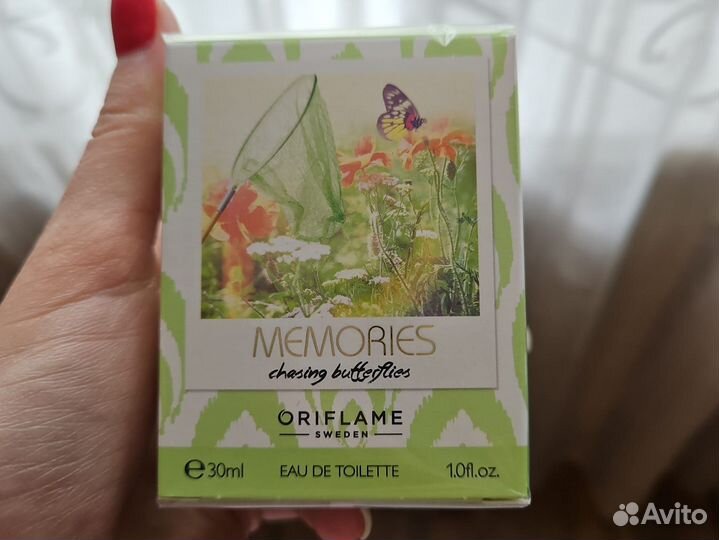 MEMORIES
chasing butterflies
ORIFLAME
SWEDEN
e 30ml EAU DE TOILETTE 1.0fl.oz.
Avito